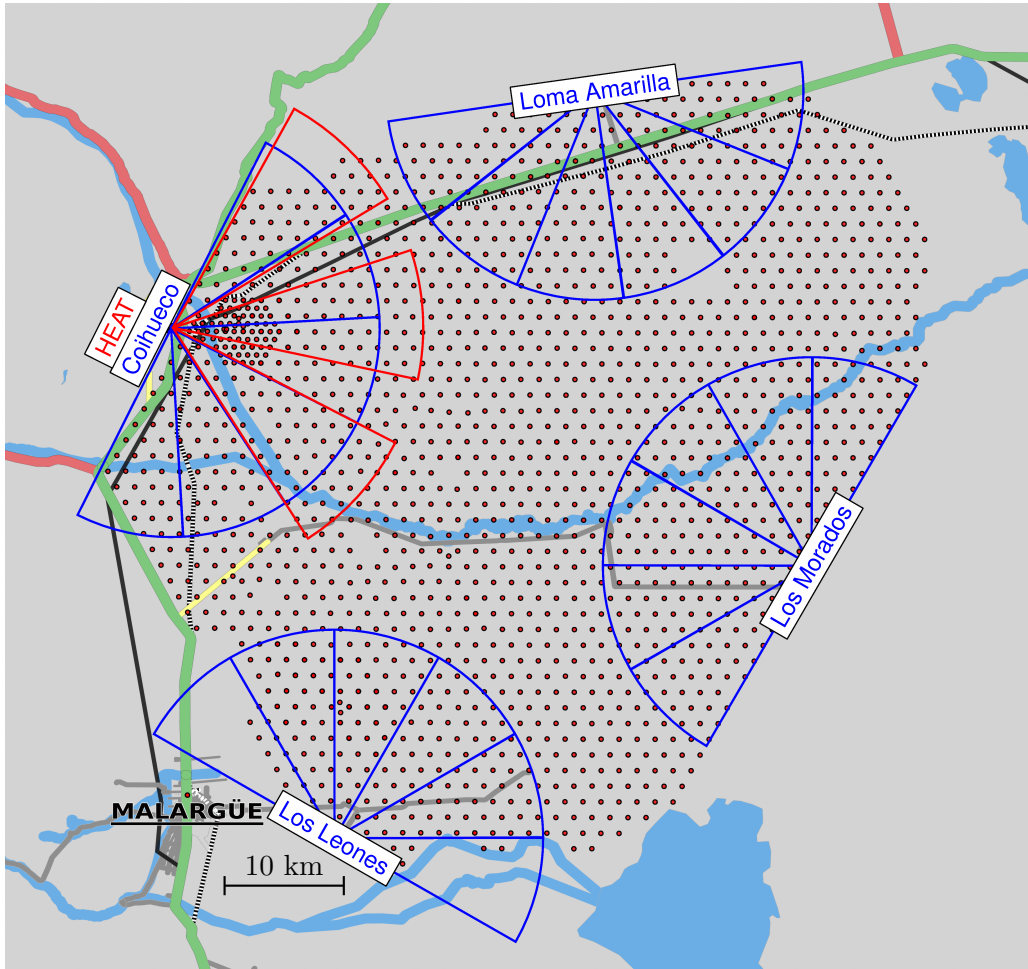 Loma Amarilla
HEAT
Coihueco
Los Morados
MALARGÜE
Los Leones
10 km